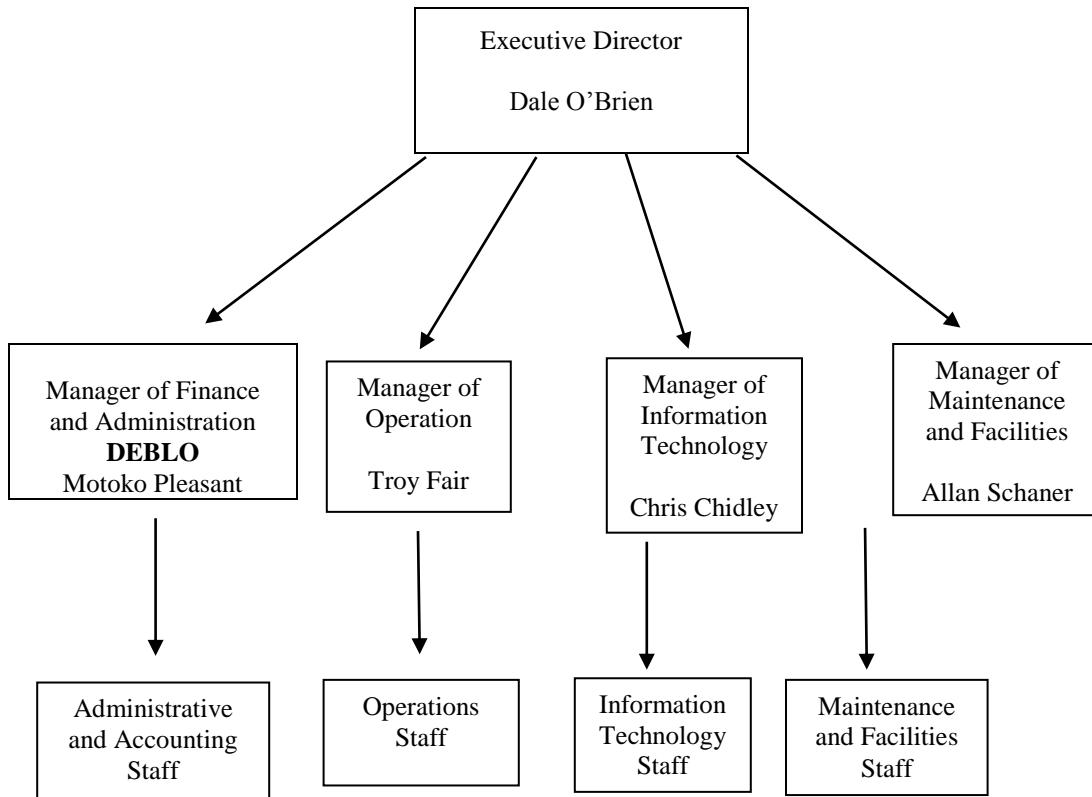 Executive Director
Dale O’Brien
Manager of Finance
and Administration
DEBLO
Motoko Pleasant
Manager of
Operation
Troy Fair
Manager of
Information
Technology
Chris Chidley
Manager of
Maintenance
and Facilities
Allan Schaner
Administrative
and Accounting
Staff
Operations
Staff
Information
Technology
Staff
Maintenance
and Facilities
Staff